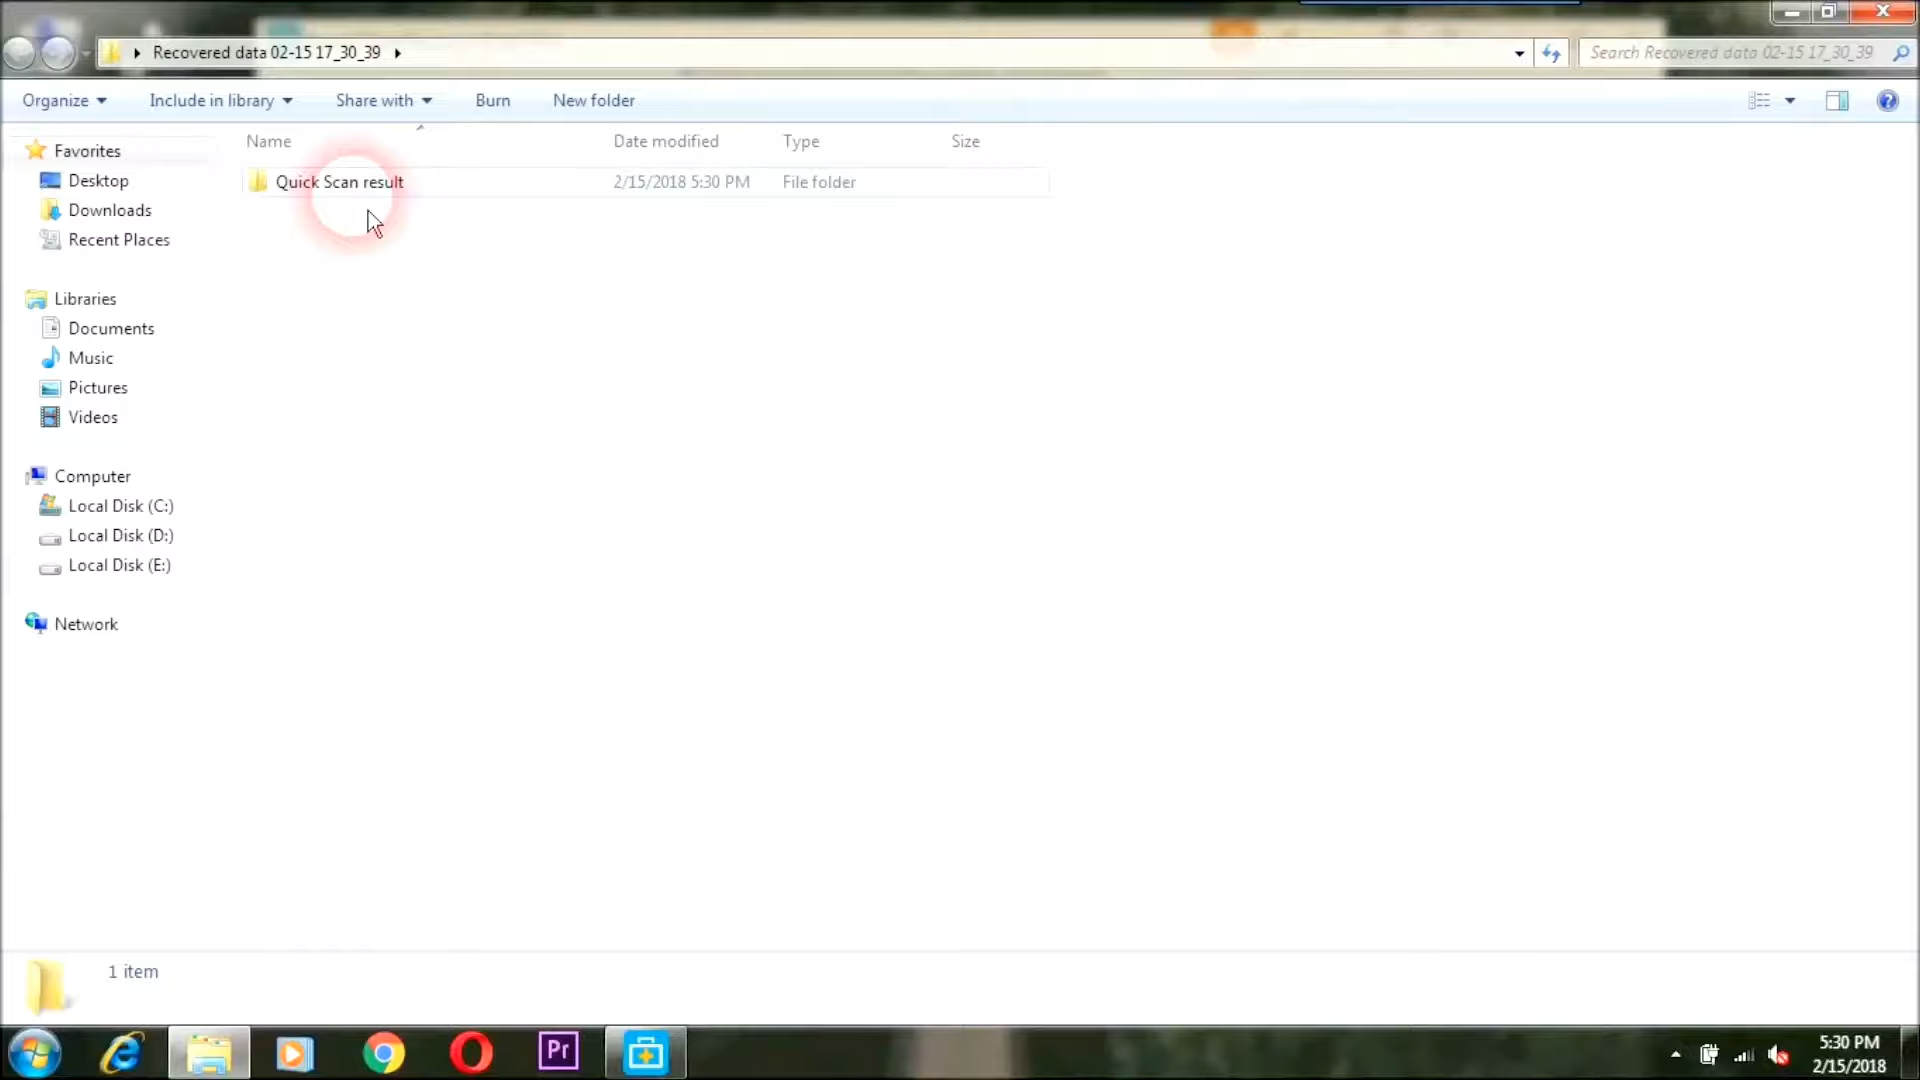 Recovered data 02-15 17_30_39
Search Recovered data 02-15 17_30_39
Organize
Include in library
Share with
Burn
New folder
Name
Date modified
Type
Size
Quick Scan result
2/15/2018 5:30 PM
File folder
Favorites
Desktop
Downloads
Recent Places
Libraries
Documents
Music
Pictures
Videos
Computer
Local Disk (C:)
Local Disk (D:)
Local Disk (E:)
Network
1 item
Pr
5:30 PM
2/15/2018